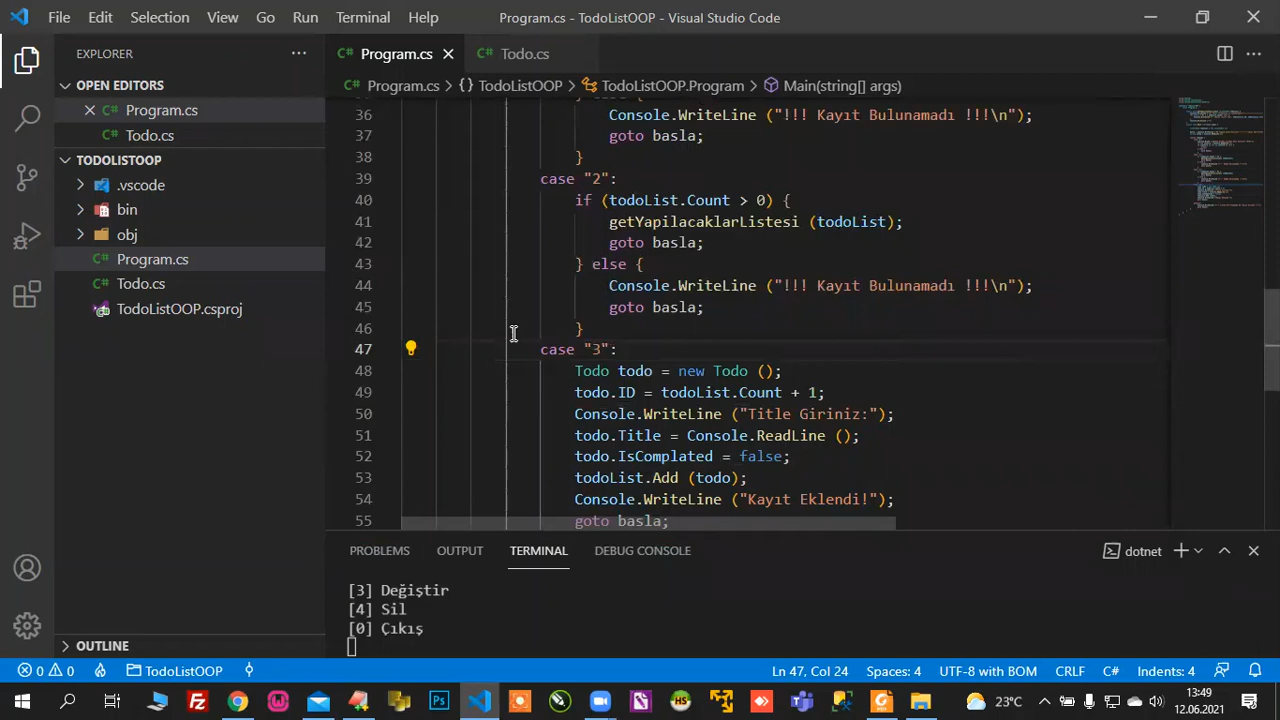 File Edit Selection View Go Run Terminal Help Program.cs - TodoListOOP - Visual Studio Code
EXPLORER
OPEN EDITORS
Program.cs
Todo.cs
TODOLISTOOP
.vscode
bin
obj
Program.cs
Todo.cs
TodoListOOP.csproj
OUTLINE
C# Program.cs C# Todo.cs
C# Program.cs {} TodoListOOP TodoListOOP.Program Main(string[] args)
36 Console.WriteLine ("!!! Kayıt Bulunamadı !!!\n");
37 goto basla;
38 }
39 case "2":
40 if (todoList.Count > 0) {
41 getYapilacaklarListesi (todoList);
42 goto basla;
43 } else {
44 Console.WriteLine ("!!! Kayıt Bulunamadı !!!\n");
45 goto basla;
46 }
47 case "3":
48 Todo todo = new Todo ();
49 todo.ID = todoList.Count + 1;
50 Console.WriteLine ("Title Giriniz:");
51 todo.Title = Console.ReadLine ();
52 todo.IsComplated = false;
53 todoList.Add (todo);
54 Console.WriteLine ("Kayıt Eklendi!");
55 goto basla;
PROBLEMS OUTPUT TERMINAL DEBUG CONSOLE dotnet
[3] Değiştir
[4] Sil
[0] Çıkış
0 0 TodoListOOP Ln 47, Col 24 Spaces: 4 UTF-8 with BOM CRLF C# Indents: 4
23°C 13:49
12.06.2021